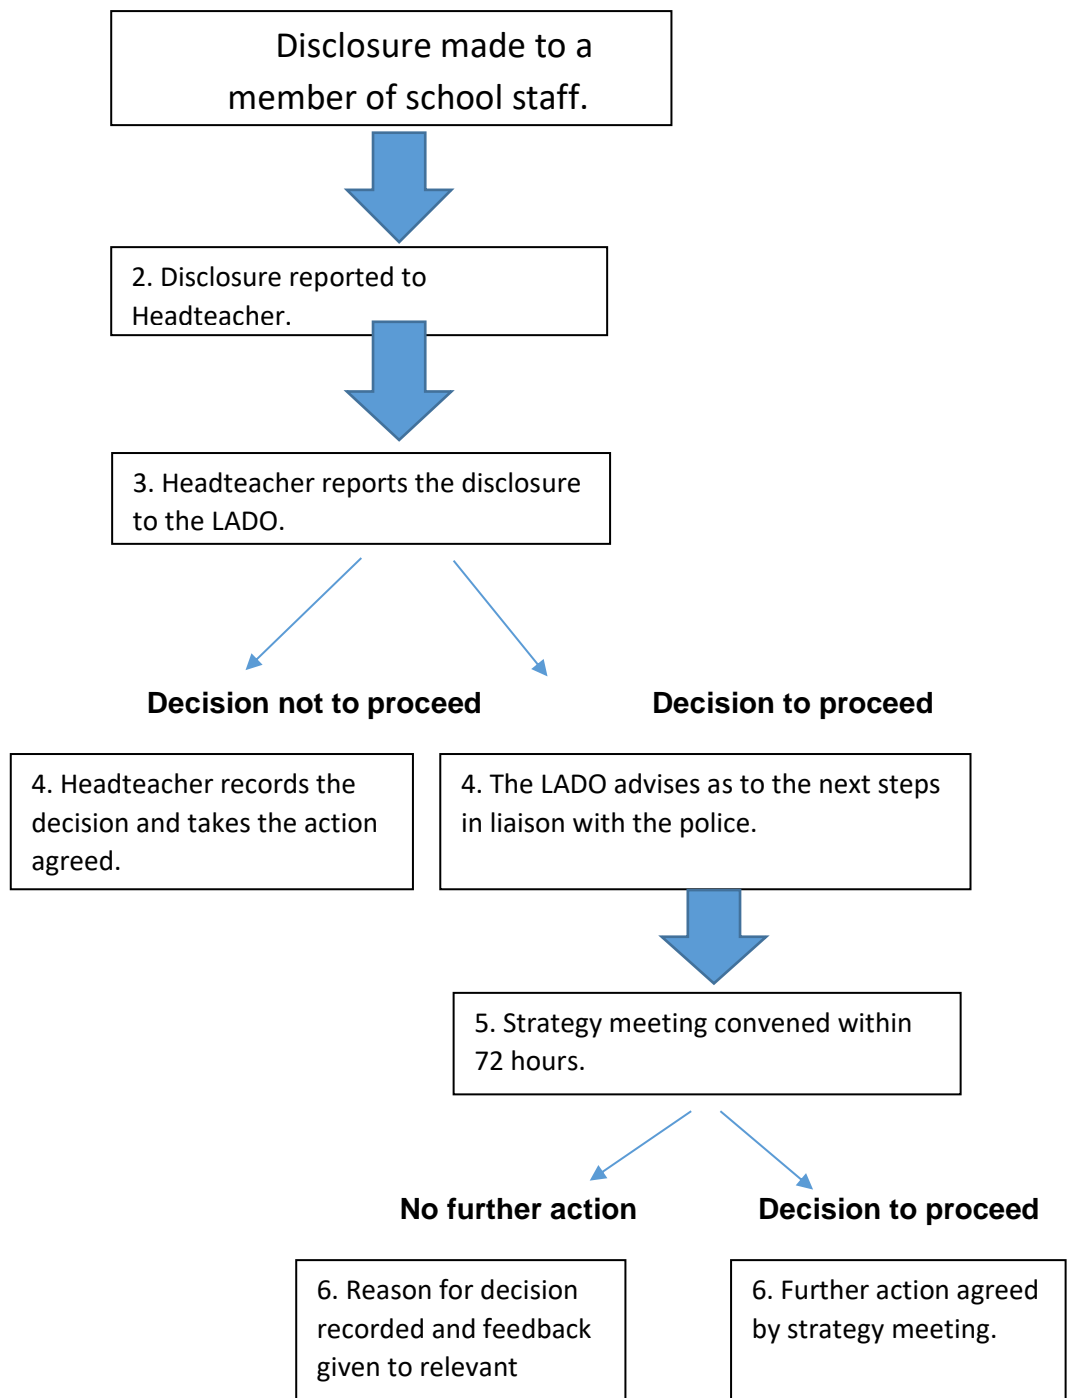 Disclosure made to a
member of school staff.
2. Disclosure reported to
Headteacher.
3. Headteacher reports the disclosure
to the LADO.
Decision not to proceed
Decision to proceed
4. Headteacher records the
decision and takes the action
agreed.
4. The LADO advises as to the next steps
in liaison with the police.
5. Strategy meeting convened within
72 hours.
No further action
Decision to proceed
6. Reason for decision
recorded and feedback
given to relevant
6. Further action agreed
by strategy meeting.